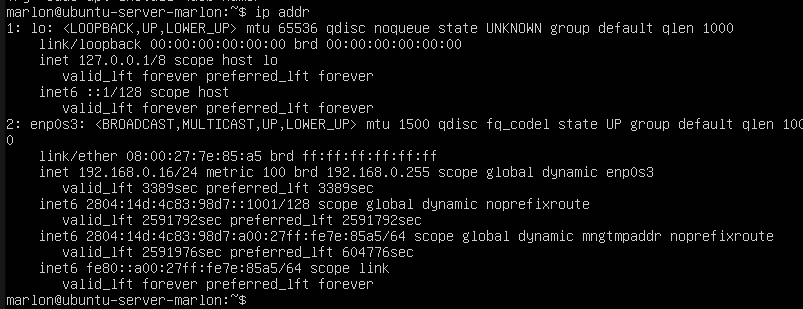 marlon@ubuntu-server-marlon:~$ ip addr
1: lo: <LOOPBACK,UP,LOWER_UP> mtu 65536 qdisc noqueue state UNKNOWN group default qlen 1000
    link/loopback 00:00:00:00:00:00 brd 00:00:00:00:00:00
    inet 127.0.0.1/8 scope host lo
       valid_lft forever preferred_lft forever
    inet6 ::1/128 scope host
       valid_lft forever preferred_lft forever
2: enp0s3: <BROADCAST,MULTICAST,UP,LOWER_UP> mtu 1500 qdisc fq_codel state UP group default qlen 100
0
    link/ether 08:00:27:7e:85:a5 brd ff:ff:ff:ff:ff:ff
    inet 192.168.0.16/24 metric 100 brd 192.168.0.255 scope global dynamic enp0s3
       valid_lft 3389sec preferred_lft 3389sec
    inet6 2804:14d:4c83:98d7::1001/128 scope global dynamic noprefixroute
       valid_lft 2591792sec preferred_lft 2591792sec
    inet6 2804:14d:4c83:98d7:a00:27ff:fe7e:85a5/64 scope global dynamic mngtmpaddr noprefixroute
       valid_lft 2591976sec preferred_lft 604776sec
    inet6 fe80::a00:27ff:fe7e:85a5/64 scope link
       valid_lft forever preferred_lft forever
marlon@ubuntu-server-marlon:~$